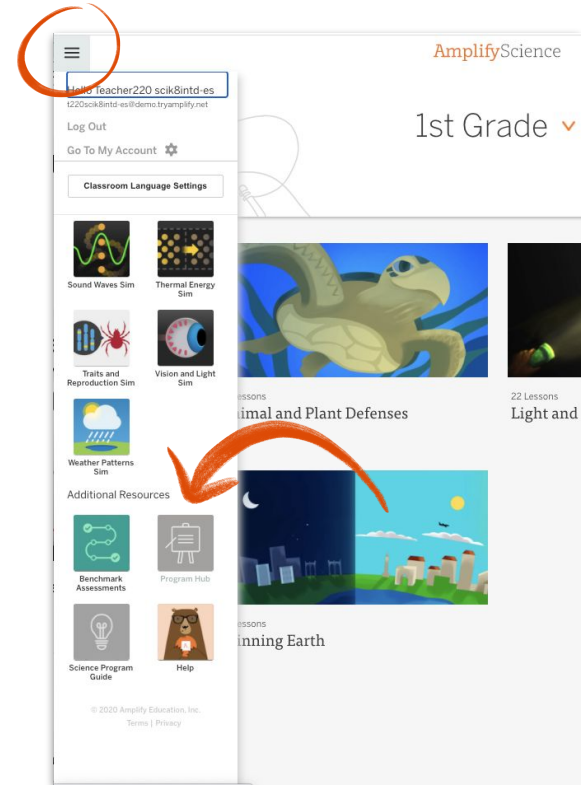 AmplifyScience
1st Grade
Hello Teacher220 scik8intd-es
t220scik8intd-es@demo.tryamplify.net
Log Out
Go To My Account
Classroom Language Settings
Sound Waves Sim
Thermal Energy
Sim
Traits and
Reproduction Sim
Vision and Light
Sim
Weather Patterns
Sim
Additional Resources
Benchmark
Assessments
Program Hub
Science Program
Guide
Help
© 2020 Amplify Education, Inc.
Terms | Privacy
essons
imal and Plant Defenses
22 Lessons
Light and
essons
inning Earth